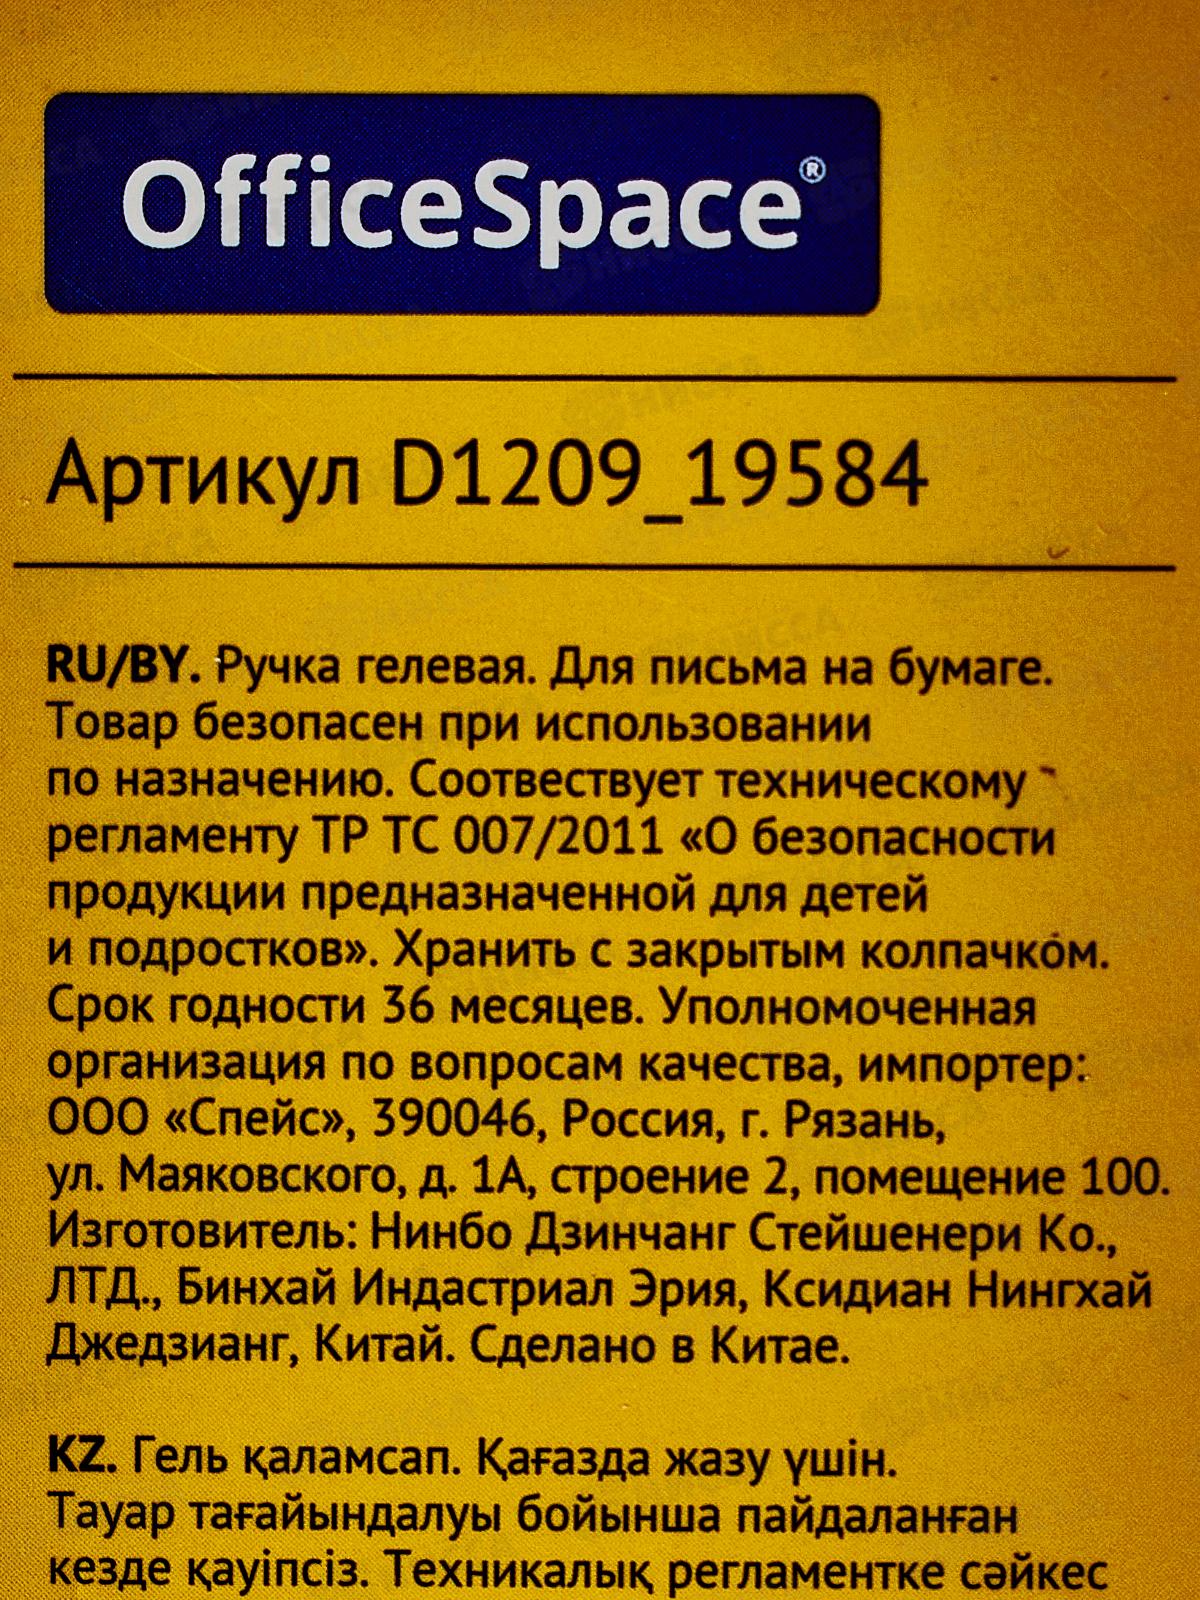 OfficeSpace®
Артикул D1209_19584
RU/BY. Ручка гелевая. Для письма на бумаге.
Товар безопасен при использовании
по назначению. Соотвествует техническому
регламенту ТР ТС 007/2011 «О безопасности
продукции предназначенной для детей
и подростков». Хранить с закрытым колпачком.
Срок годности 36 месяцев. Уполномоченная
организация по вопросам качества, импортер:
ООО «Спейс», 390046, Россия, г. Рязань,
ул. Маяковского, д. 1А, строение 2, помещение 100.
Изготовитель: Нинбо Дзинчанг Стейшенери Ко.,
ЛТД., Бинхай Индастриал Эрия, Ксидиан Нингхай
Джедзианг, Китай. Сделано в Китае.
KZ. Гель қаламсап. Қағазда жазу үшін.
Тауар тағайындалуы бойынша пайдаланған
кезде қауіпсіз. Техникалық регламентке сәйкес